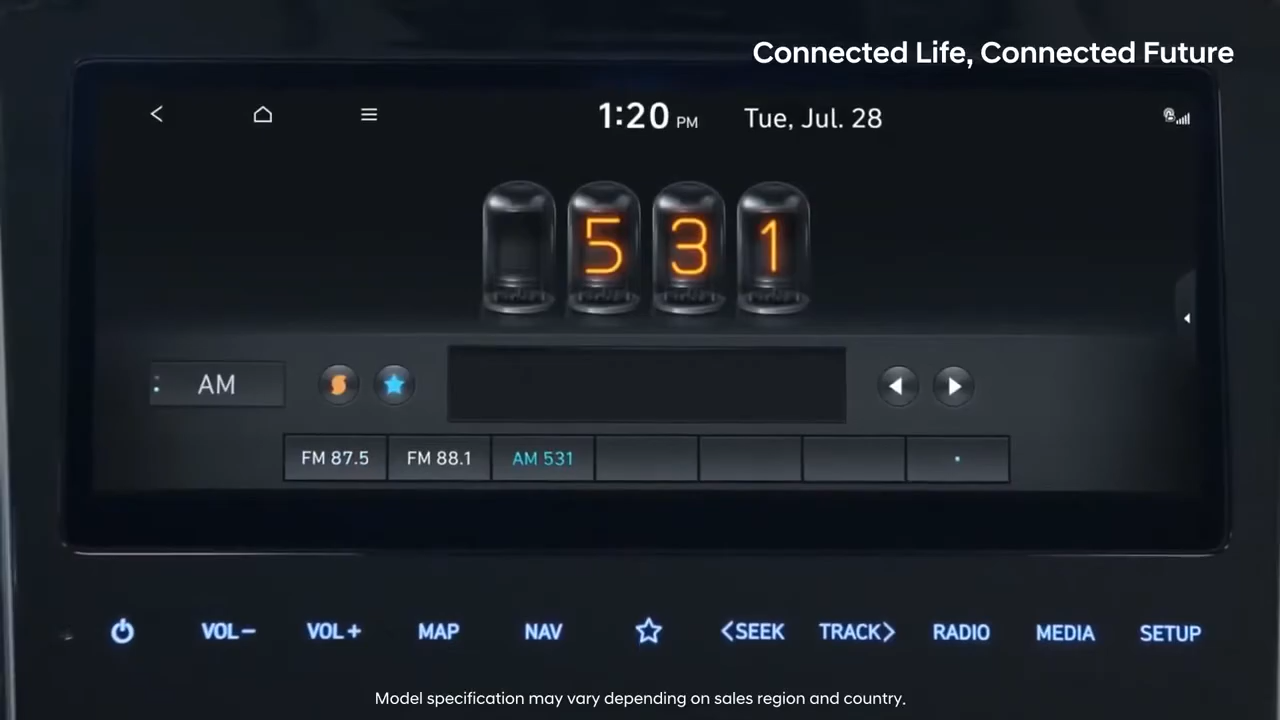 Connected Life, Connected Future
1:20 PM Tue, Jul. 28
531
AM
FM 87.5 FM 88.1 AM 531
VOL− VOL+ MAP NAV <SEEK TRACK> RADIO MEDIA SETUP
Model specification may vary depending on sales region and country.